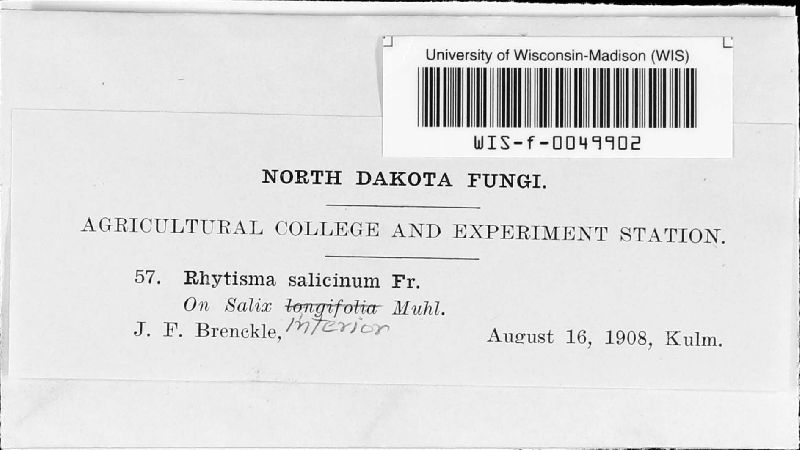 University of Wisconsin-Madison (WIS)
WIS-f-0049902
NORTH DAKOTA FUNGI.
AGRICULTURAL COLLEGE AND EXPERIMENT STATION.
57. Rhytisma salicinum Fr.
On Salix longifolia Muhl.
interior
J. F. Brenckle, August 16, 1908, Kulm.